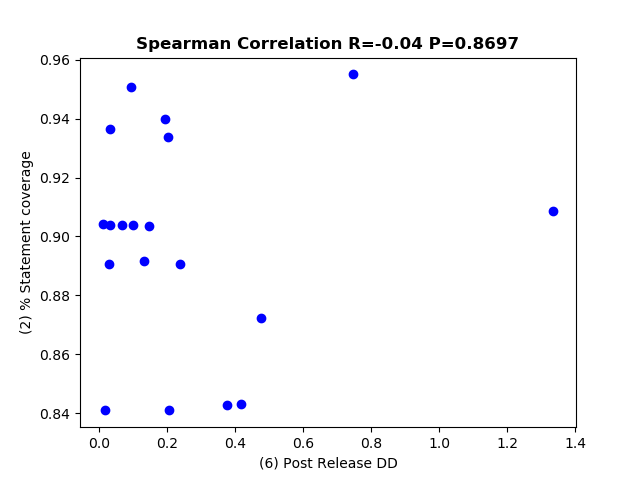 Spearman Correlation R=-0.04 P=0.8697
0.96
0.94
0.92
0.90
0.88
0.86
0.84
(2) % Statement coverage
0.0 0.2 0.4 0.6 0.8 1.0 1.2 1.4
(6) Post Release DD